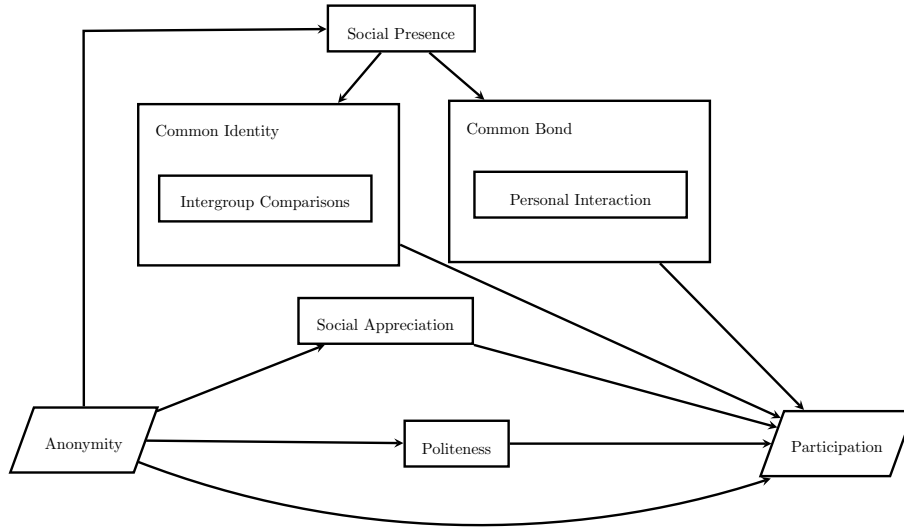 Social Presence
Common Identity
Common Bond
Intergroup Comparisons
Personal Interaction
Social Appreciation
Anonymity
Politeness
Participation